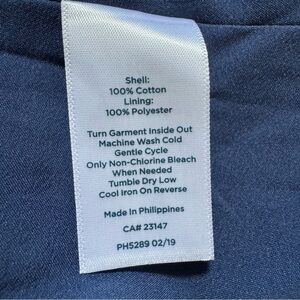 Shell:
100% Cotton
Lining:
100% Polyester
Turn Garment Inside Out
Machine Wash Cold
Gentle Cycle
Only Non-Chlorine Bleach
When Needed
Tumble Dry Low
Cool Iron On Reverse
Made In Philippines
CA# 23147
PH5289 02/19